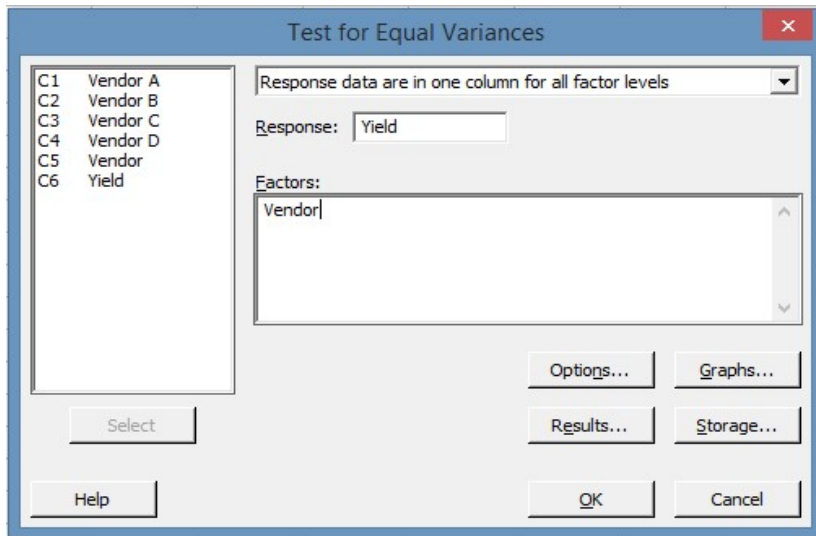 Test for Equal Variances
C1 Vendor A
C2 Vendor B
C3 Vendor C
C4 Vendor D
C5 Vendor
C6 Yield
Response data are in one column for all factor levels
Response: Yield
Factors:
Vendor
Options... Graphs...
Select Results... Storage...
Help OK Cancel